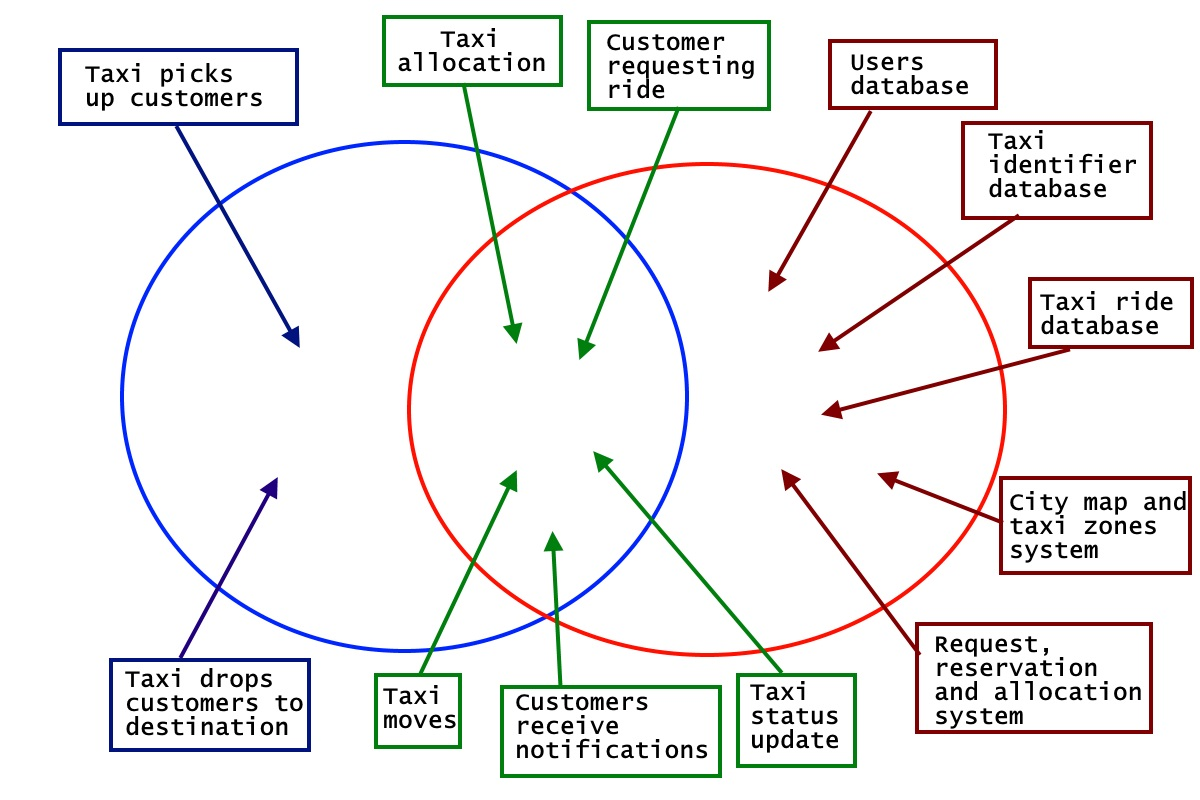 Taxi picks
up customers
Taxi
allocation
Customer
requesting
ride
Users
database
Taxi
identifier
database
Taxi ride
database
City map and
taxi zones
system
Request,
reservation
and allocation
system
Taxi drops
customers to
destination
Taxi
moves
Customers
receive
notifications
Taxi
status
update